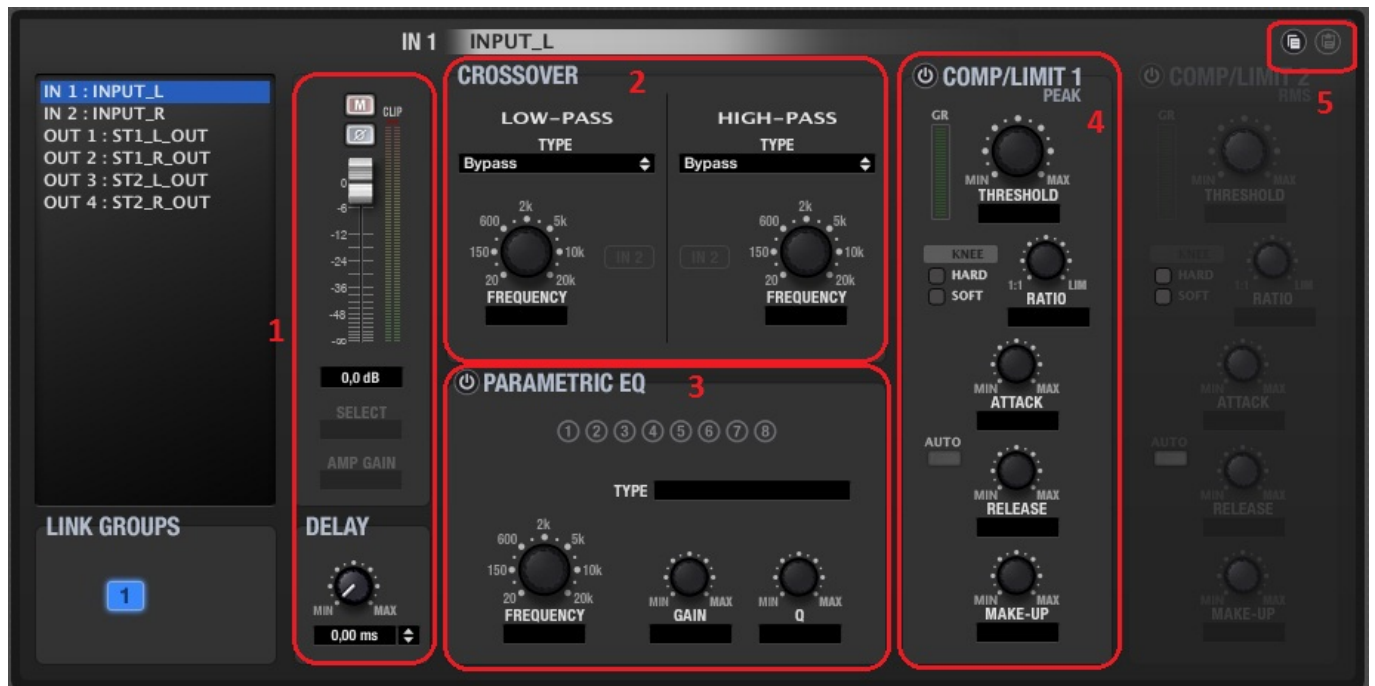 IN 1 INPUT_L
IN 1 : INPUT_L
IN 2 : INPUT_R
OUT 1 : ST1_L_OUT
OUT 2 : ST1_R_OUT
OUT 3 : ST2_L_OUT
OUT 4 : ST2_R_OUT
LINK GROUPS
1
1
M CLIP
Ø
0
-6
-12
-24
-36
-48
-∞
0,0 dB
SELECT
AMP GAIN
DELAY
MIN MAX
0,00 ms
CROSSOVER 2
LOW-PASS
TYPE
Bypass
2k
600 5k
150 10k
20 20k
FREQUENCY
IN 2
HIGH-PASS
TYPE
Bypass
2k
600 5k
IN 2 150 10k
20 20k
FREQUENCY
PARAMETRIC EQ 3
1 2 3 4 5 6 7 8
TYPE
2k
600 5k
150 10k
20 20k
FREQUENCY
MIN MAX
GAIN
MIN MAX
Q
COMP/LIMIT 1
PEAK 4
GR
MIN MAX
THRESHOLD
KNEE
HARD
SOFT
1:1 LIM
RATIO
MIN MAX
ATTACK
AUTO
MIN MAX
RELEASE
MIN MAX
MAKE-UP
5
COMP/LIMIT 2
RMS
GR
MIN MAX
THRESHOLD
KNEE
HARD
SOFT
1:1 LIM
RATIO
MIN MAX
ATTACK
AUTO
MIN MAX
RELEASE
MIN MAX
MAKE-UP